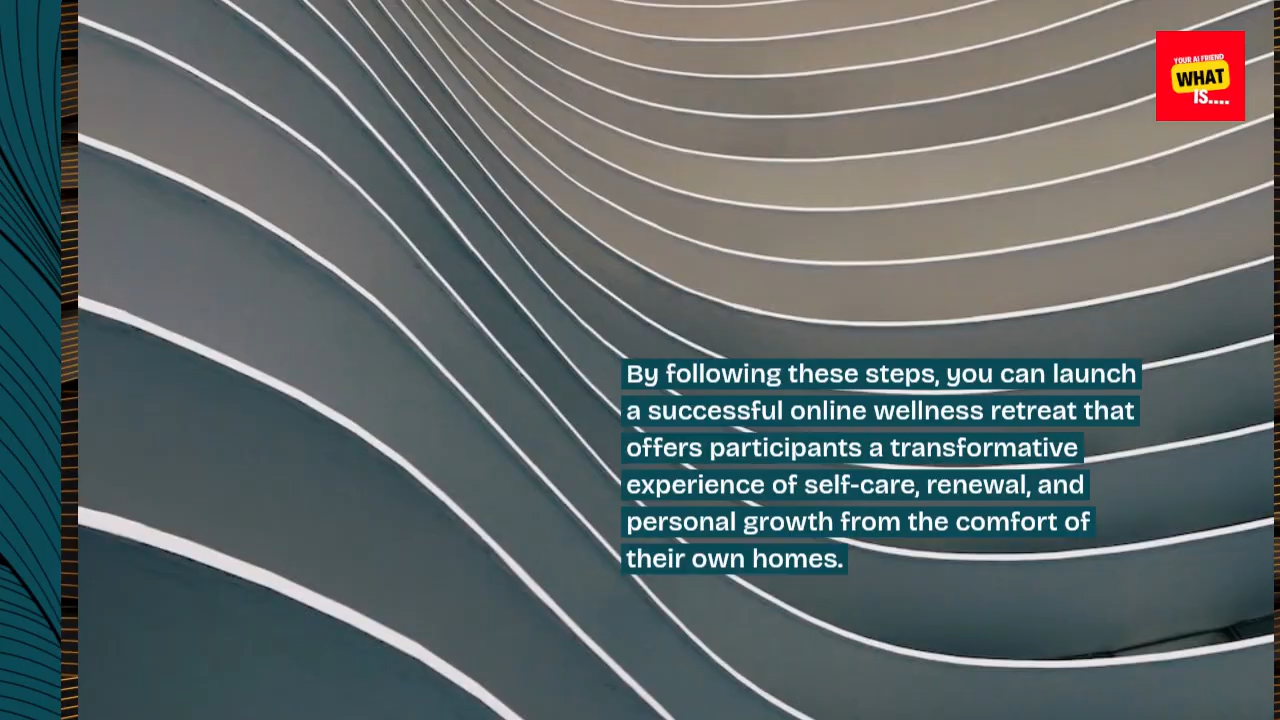 YOUR AI FRIEND
WHAT
IS....
By following these steps, you can launch
a successful online wellness retreat that
offers participants a transformative
experience of self-care, renewal, and
personal growth from the comfort of
their own homes.